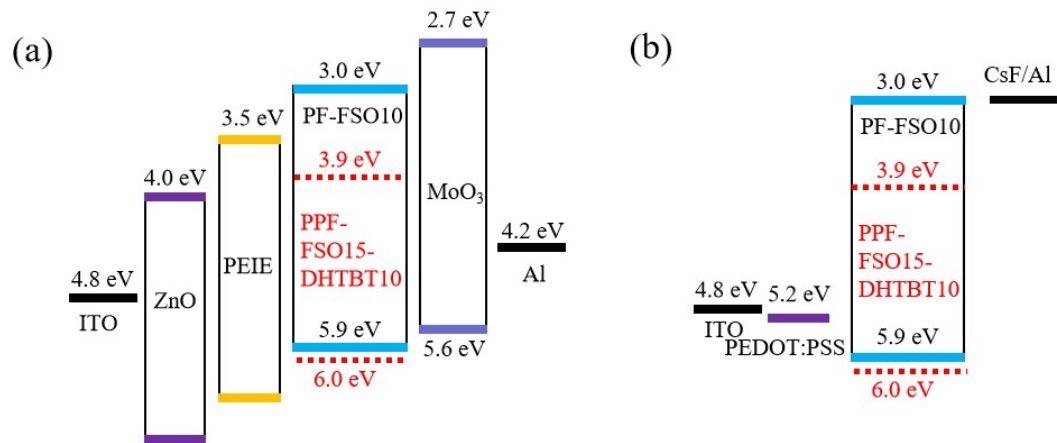 (a)
4.8 eV
ITO
4.0 eV
ZnO
3.5 eV
PEIE
3.0 eV
PF-FSO10
3.9 eV
PPF-
FSO15-
DHTBT10
5.9 eV
6.0 eV
2.7 eV
MoO₃
5.6 eV
4.2 eV
Al
(b)
4.8 eV
ITO
5.2 eV
PEDOT:PSS
3.0 eV
PF-FSO10
3.9 eV
PPF-
FSO15-
DHTBT10
5.9 eV
6.0 eV
CsF/Al